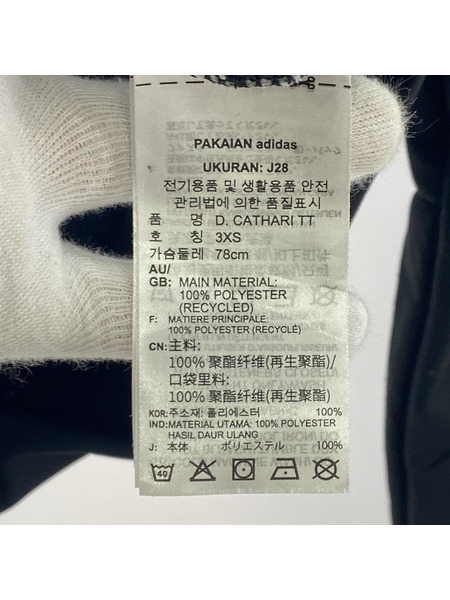 PAKAIAN adidas
UKURAN: J28
전기용품 및 생활용품 안전
관리법에 의한 품질표시
품 명 D. CATHARI TT
호 칭 3XS
가슴둘레 78cm
AU/
GB: MAIN MATERIAL:
100% POLYESTER
(RECYCLED)
F: MATIERE PRINCIPALE:
100% POLYESTER (RECYCLÉ)
CN: 主料:
100% 聚酯纤维(再生聚酯)/
口袋里料:
100% 聚酯纤维(再生聚酯)
KOR: 주소재: 폴리에스터 100%
IND: MATERIAL UTAMA: 100% POLYESTER
HASIL DAUR ULANG
J: 本体 ポリエステル 100%
40